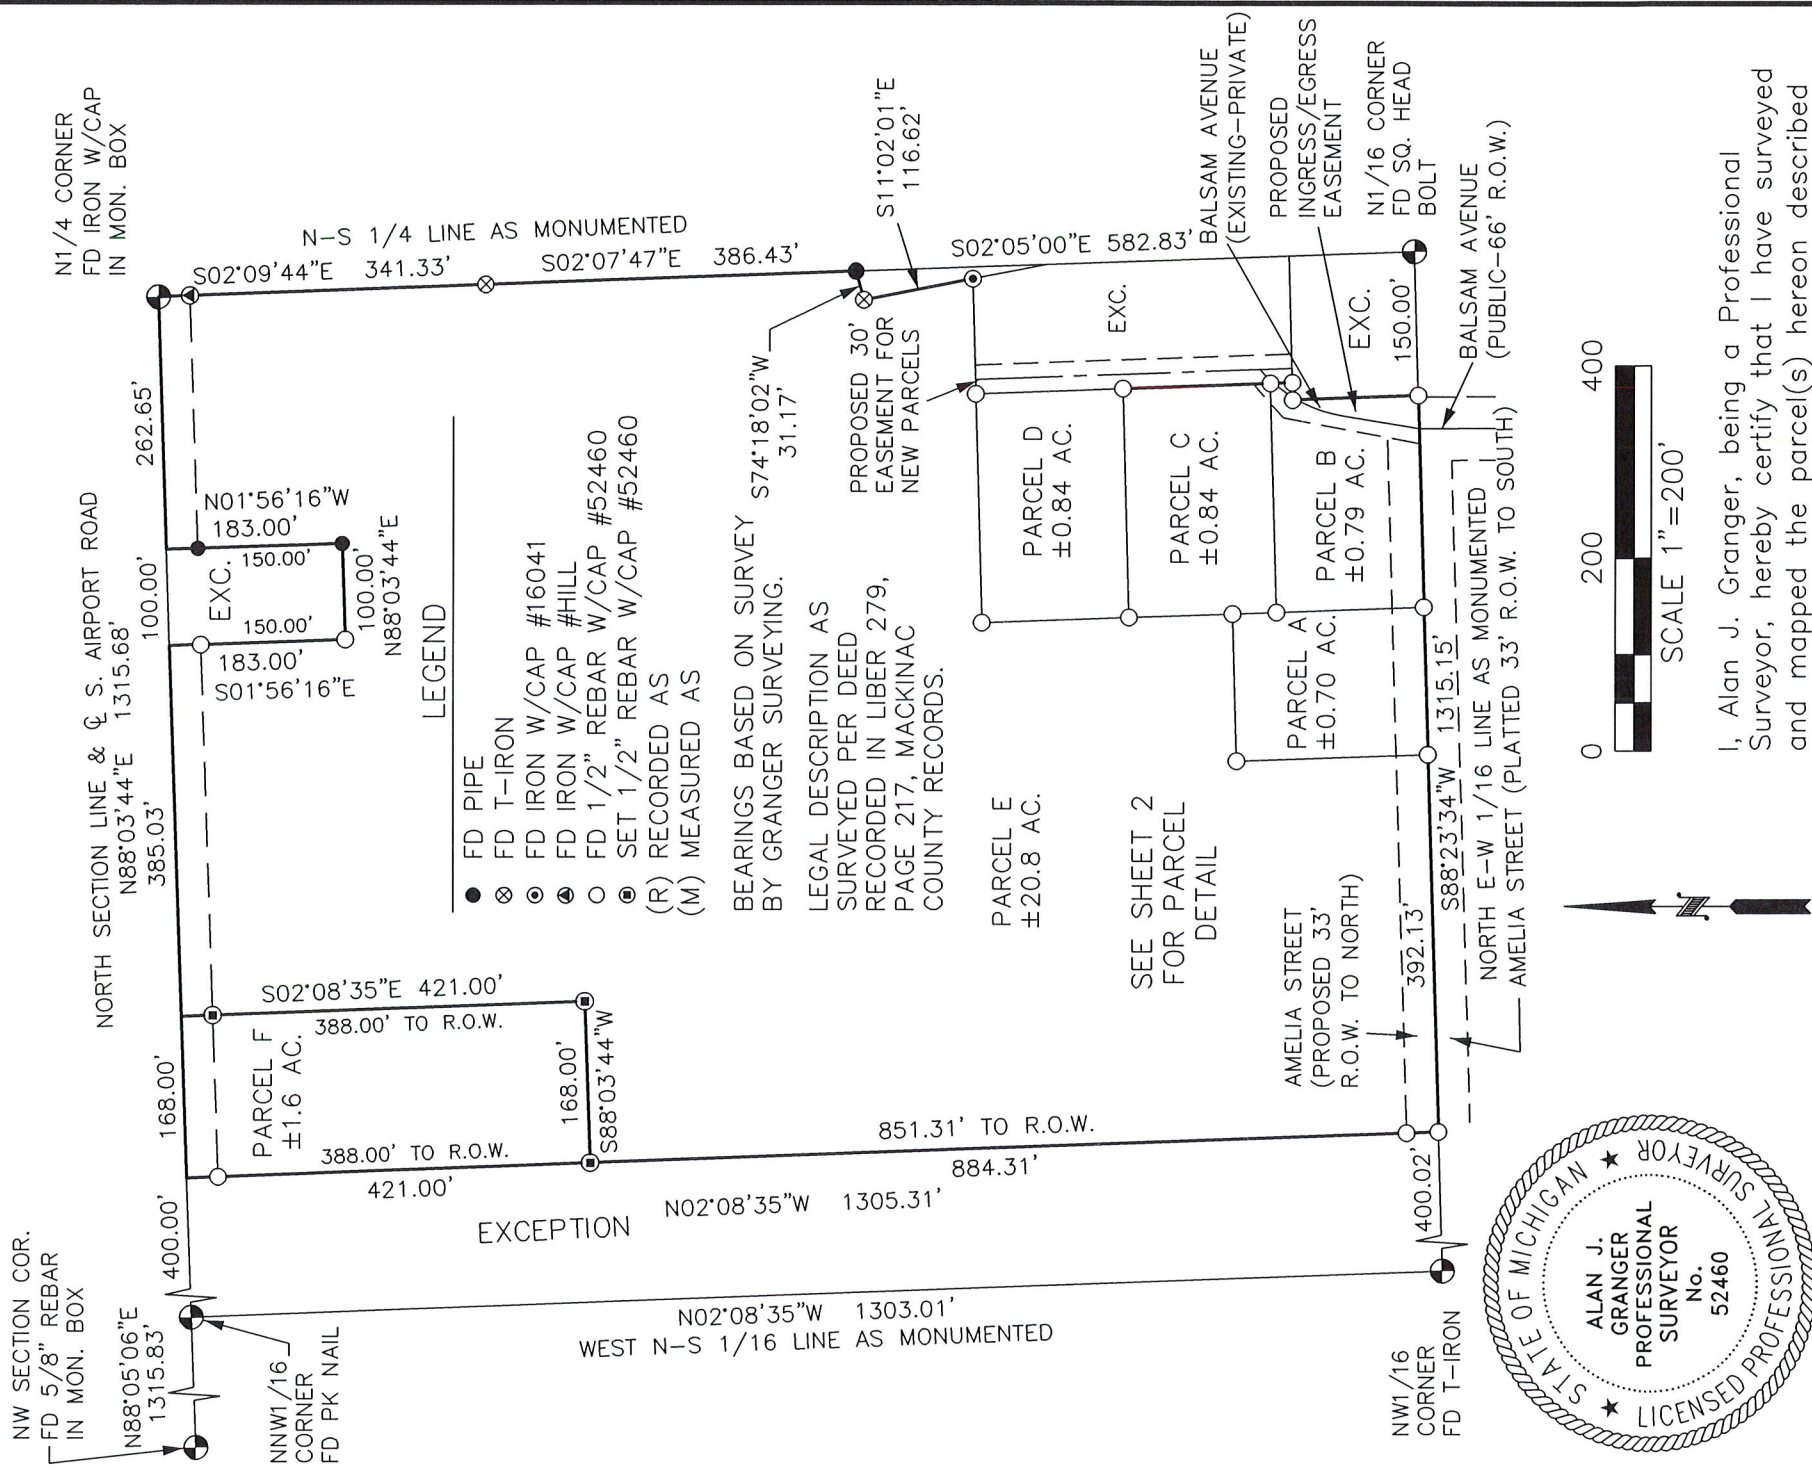 NW SECTION COR.
FD 5/8" REBAR
IN MON. BOX
N88°05'06"E
1315.83'
NNW1/16
CORNER
FD PK NAIL
400.00'
168.00'
NORTH SECTION LINE & ℄ S. AIRPORT ROAD
N88°03'44"E 1315.68'
385.03'
100.00'
262.65'
N1/4 CORNER
FD IRON W/CAP
IN MON. BOX
N-S 1/4 LINE AS MONUMENTED
S02°09'44"E 341.33'
S02°07'47"E 386.43'
N01°56'16"W
183.00'
150.00'
EXC.
150.00'
183.00'
S01°56'16"E
100.00'
N88°03'44"E
PARCEL F
±1.6 AC.
S02°08'35"E 421.00'
388.00' TO R.O.W.
168.00'
S88°03'44"W
388.00' TO R.O.W.
421.00'
LEGEND
FD PIPE
FD T-IRON
FD IRON W/CAP #16041
FD IRON W/CAP #HILL
FD 1/2" REBAR W/CAP #52460
SET 1/2" REBAR W/CAP #52460
(R) RECORDED AS
(M) MEASURED AS
BEARINGS BASED ON SURVEY
BY GRANGER SURVEYING.
LEGAL DESCRIPTION AS
SURVEYED PER DEED
RECORDED IN LIBER 279,
PAGE 217, MACKINAC
COUNTY RECORDS.
S74°18'02"W
31.17'
S11°02'01"E
116.62'
PROPOSED 30'
EASEMENT FOR
NEW PARCELS
S02°05'00"E 582.83'
EXC.
BALSAM AVENUE
(EXISTING-PRIVATE)
PROPOSED
INGRESS/EGRESS
EASEMENT
N1/16 CORNER
FD SQ. HEAD
BOLT
EXC.
150.00'
BALSAM AVENUE
(PUBLIC-66' R.O.W.)
PARCEL D
±0.84 AC.
PARCEL C
±0.84 AC.
PARCEL B
±0.79 AC.
PARCEL A
±0.70 AC.
PARCEL E
±20.8 AC.
SEE SHEET 2
FOR PARCEL
DETAIL
851.31' TO R.O.W.
884.31'
N02°08'35"W 1305.31'
EXCEPTION
N02°08'35"W 1303.01'
WEST N-S 1/16 LINE AS MONUMENTED
AMELIA STREET
(PROPOSED 33'
R.O.W. TO NORTH)
400.02'
392.13'
S88°23'34"W 1315.15'
NORTH E-W 1/16 LINE AS MONUMENTED
AMELIA STREET (PLATTED 33' R.O.W. TO SOUTH)
NW1/16
CORNER
FD T-IRON
0 200 400
SCALE 1"=200'
STATE OF MICHIGAN
ALAN J.
GRANGER
PROFESSIONAL
SURVEYOR
No.
52460
LICENSED PROFESSIONAL SURVEYOR
I, Alan J. Granger, being a Professional
Surveyor, hereby certify that I have surveyed
and mapped the parcel(s) hereon described